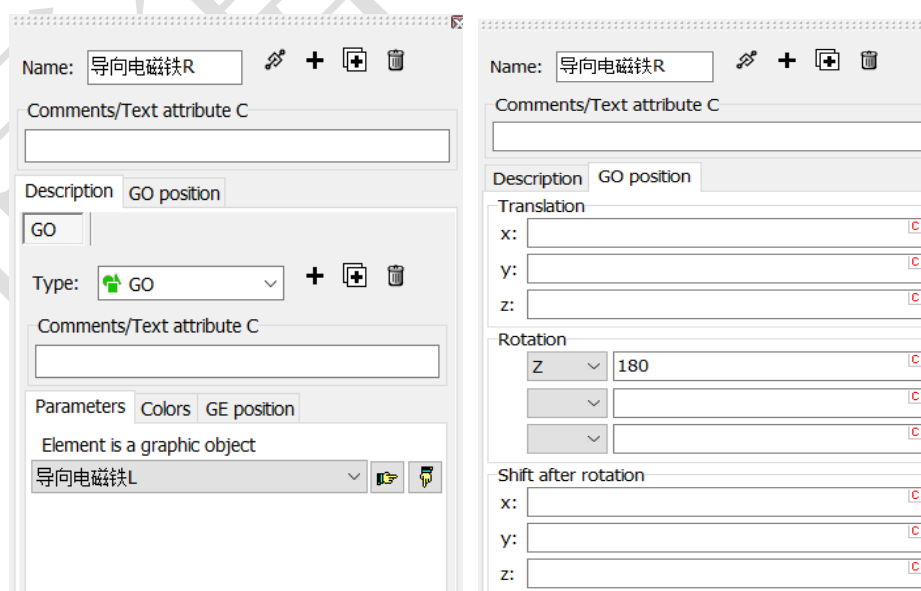 Name: 导向电磁铁R
Comments/Text attribute C
Description GO position
GO
Type: GO
Comments/Text attribute C
Parameters Colors GE position
Element is a graphic object
导向电磁铁L
Name: 导向电磁铁R
Comments/Text attribute C
Description GO position
Translation
x: C
y: C
z: C
Rotation
Z 180 C
C
C
Shift after rotation
x: C
y: C
z: C